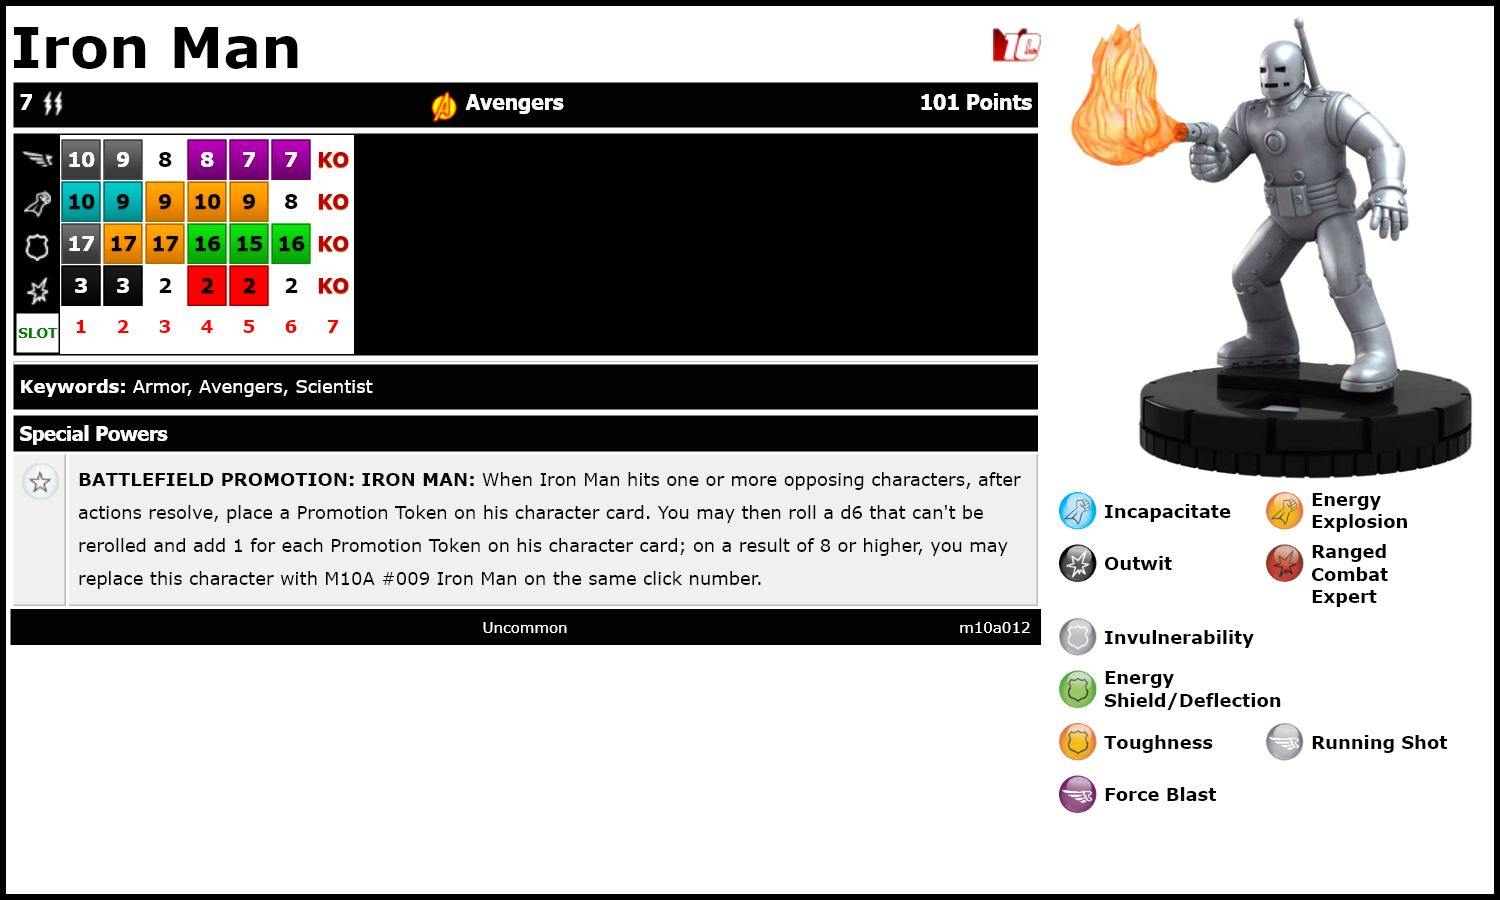 Iron Man
10
7 Avengers 101 Points
10 9 8 8 7 7 KO
10 9 9 10 9 8 KO
17 17 17 16 15 16 KO
3 3 2 2 2 2 KO
SLOT 1 2 3 4 5 6 7
Keywords: Armor, Avengers, Scientist
Special Powers
BATTLEFIELD PROMOTION: IRON MAN: When Iron Man hits one or more opposing characters, after
actions resolve, place a Promotion Token on his character card. You may then roll a d6 that can't be
rerolled and add 1 for each Promotion Token on his character card; on a result of 8 or higher, you may
replace this character with M10A #009 Iron Man on the same click number.
Uncommon m10a012
Incapacitate
Energy
Explosion
Outwit
Ranged
Combat
Expert
Invulnerability
Energy
Shield/Deflection
Toughness
Running Shot
Force Blast